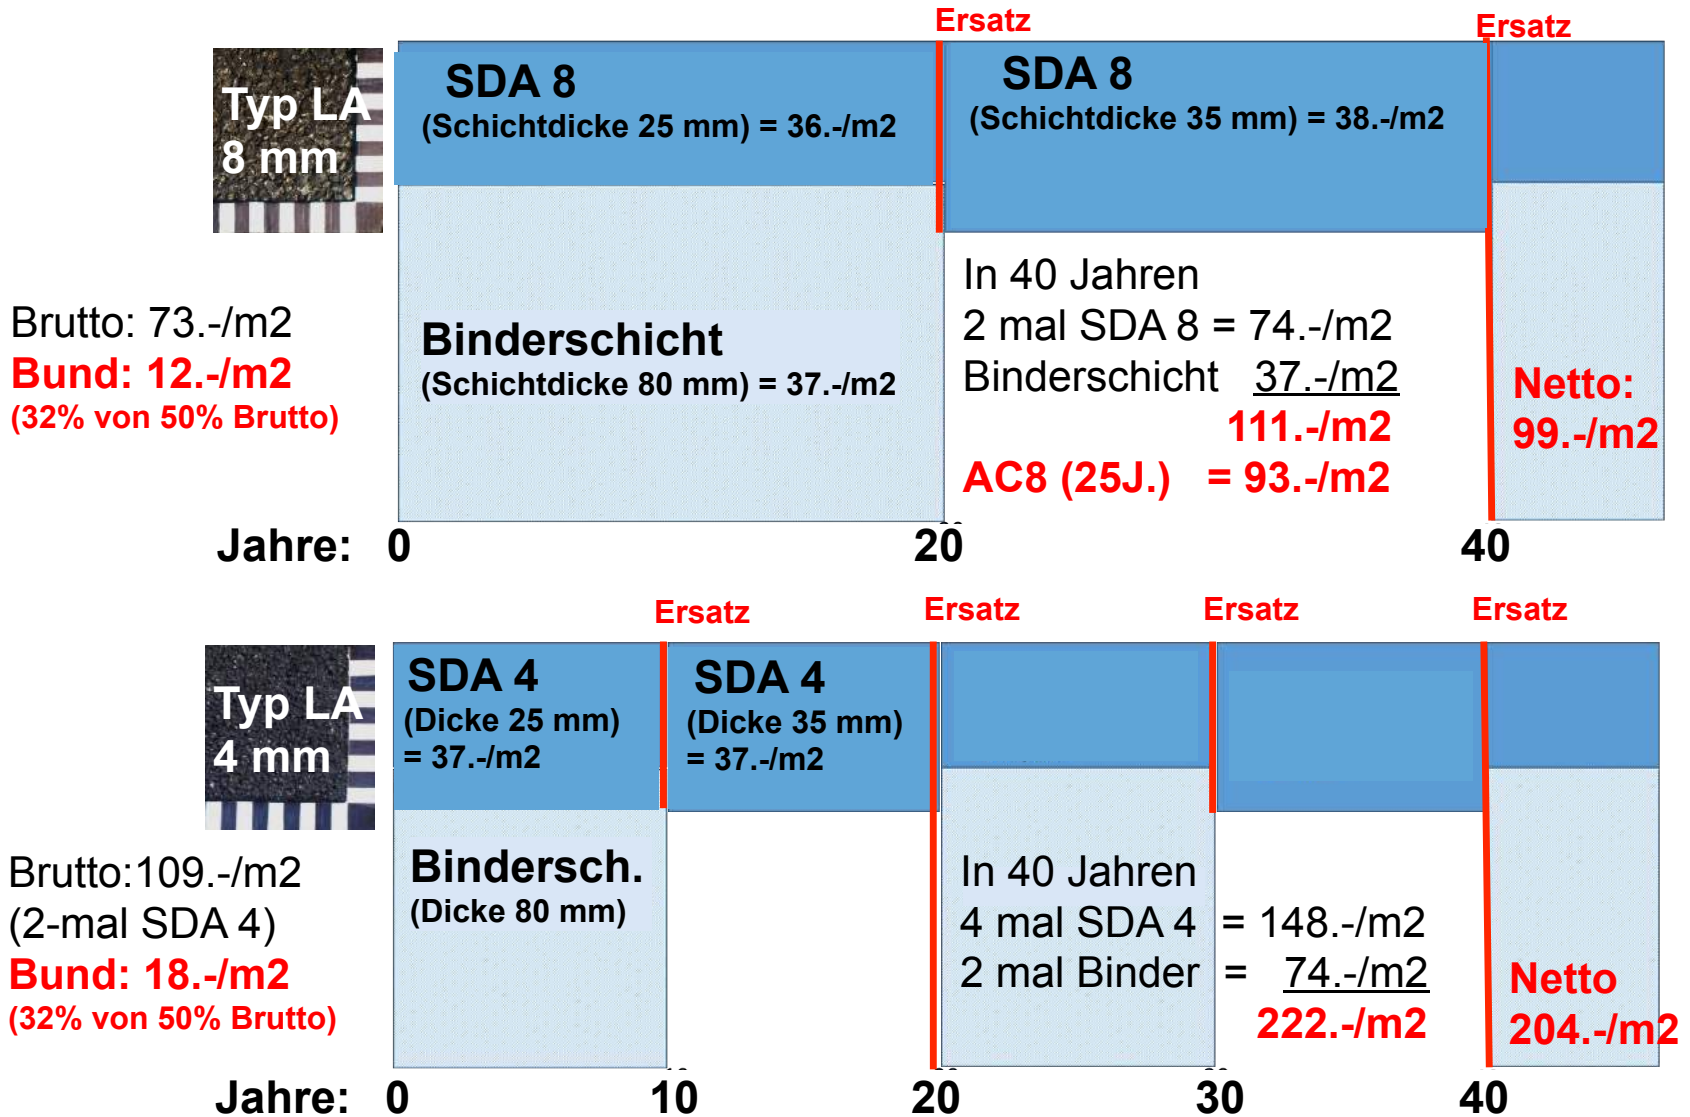 Ersatz
Ersatz
Typ LA
8 mm
SDA 8
(Schichtdicke 25 mm) = 36.-/m2
SDA 8
(Schichtdicke 35 mm) = 38.-/m2
Brutto: 73.-/m2
Bund: 12.-/m2
(32% von 50% Brutto)
Binderschicht
(Schichtdicke 80 mm) = 37.-/m2
In 40 Jahren
2 mal SDA 8 = 74.-/m2
Binderschicht 37.-/m2
111.-/m2
AC8 (25J.) = 93.-/m2
Netto:
99.-/m2
Jahre: 0 20 40
Ersatz Ersatz Ersatz Ersatz
Typ LA
4 mm
SDA 4
(Dicke 25 mm)
= 37.-/m2
SDA 4
(Dicke 35 mm)
= 37.-/m2
Brutto:109.-/m2
(2-mal SDA 4)
Bund: 18.-/m2
(32% von 50% Brutto)
Bindersch.
(Dicke 80 mm)
In 40 Jahren
4 mal SDA 4 = 148.-/m2
2 mal Binder = 74.-/m2
222.-/m2
Netto
204.-/m2
Jahre: 0 10 20 30 40